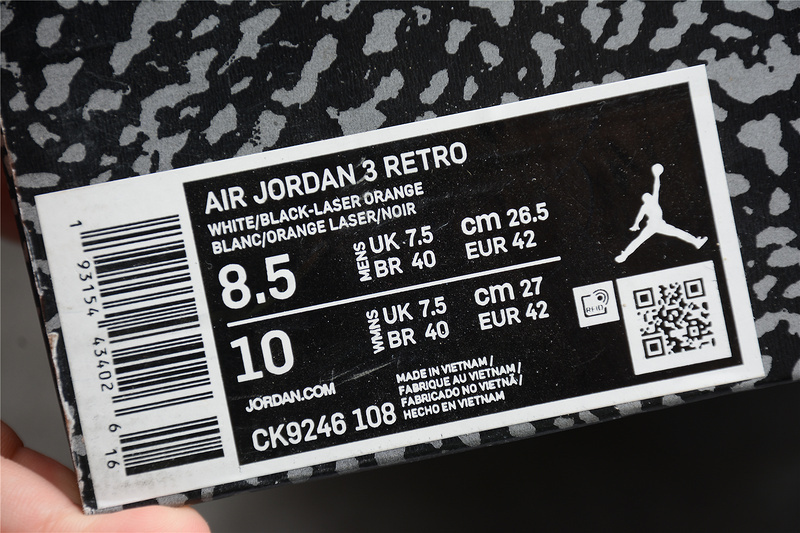 AIR JORDAN 3 RETRO
WHITE/BLACK-LASER ORANGE
BLANC/ORANGE LASER/NOIR
8.5 MENS UK 7.5 cm 26.5
BR 40 EUR 42
10 WMNS UK 7.5 cm 27
BR 40 EUR 42
JORDAN.COM
MADE IN VIETNAM /
FABRIQUE AU VIETNAM /
FABRICADO NO VIETNÃ /
HECHO EN VIETNAM
CK9246 108
1 93154 43402 6 16